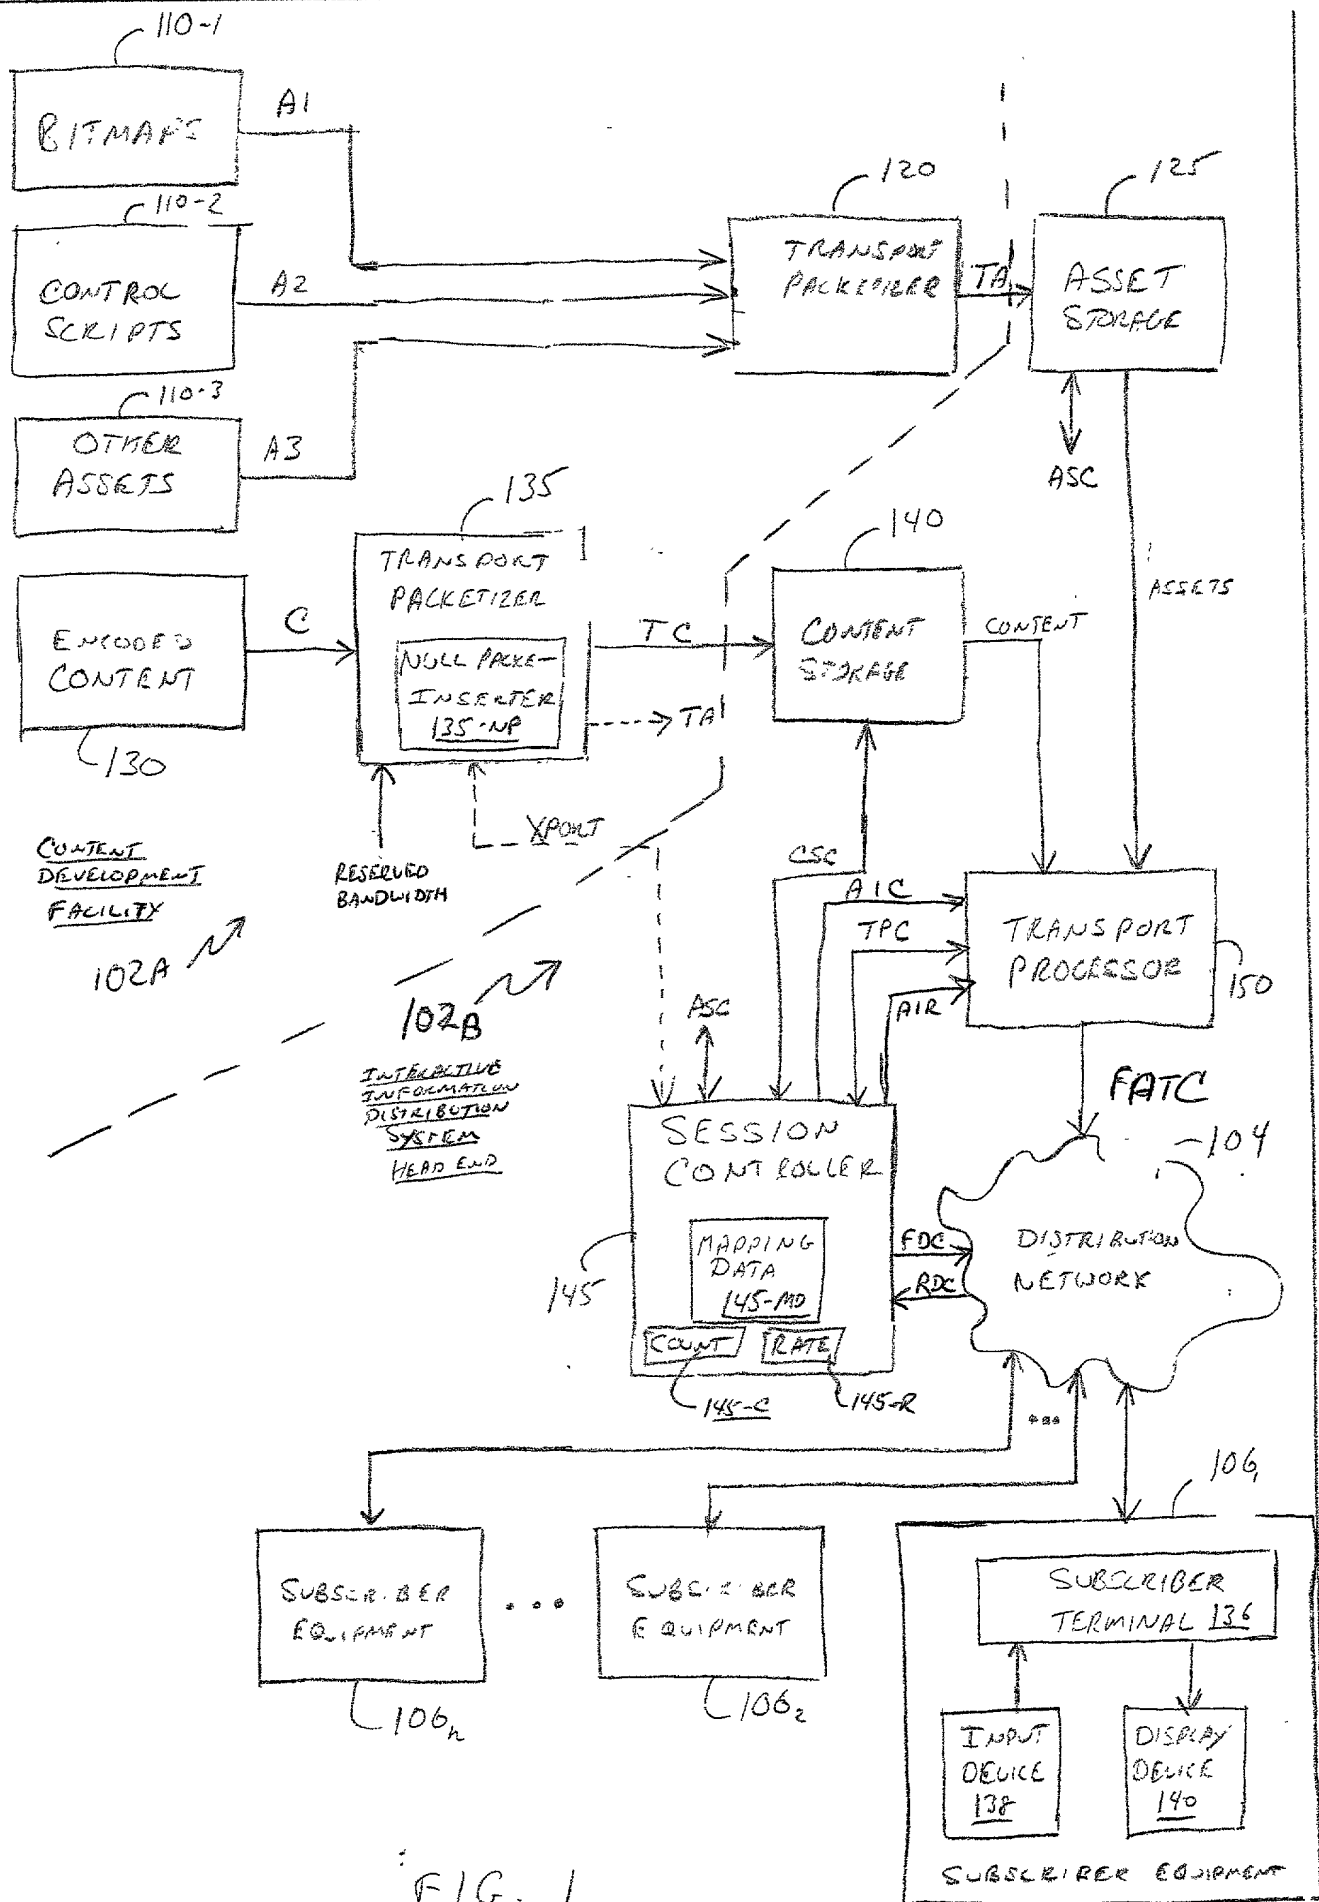 110-1
BITMAPS
A1
110-2
CONTROL
SCRIPTS
A2
110-3
OTHER
ASSETS
A3
120
TRANSPORT
PACKETIZER
TA
125
ASSET
STORAGE
ASC
ASSETS
135
TRANSPORT
PACKETIZER
NULL PACKE-
INSERTER
135-NP
ENCODED
CONTENT
130
C
TC
TA
140
CONTENT
STORAGE
CONTENT
XPORT
RESERVED
BANDWIDTH
CONTENT
DEVELOPMENT
FACILITY
102A
102B
INTERACTIVE
INFORMATION
DISTRIBUTION
SYSTEM
HEAD END
CSC
AIC
TPC
AIR
ASC
TRANSPORT
PROCESSOR
150
FATC
104
SESSION
CONTROLLER
MAPPING
DATA
145-MD
COUNT
RATE
145
145-C
145-R
FDC
RDC
DISTRIBUTION
NETWORK
...
SUBSCRIBER
EQUIPMENT
106n
...
SUBSCRIBER
EQUIPMENT
1062
1061
SUBSCRIBER
TERMINAL 136
INPUT
DEVICE
138
DISPLAY
DEVICE
140
SUBSCRIBER EQUIPMENT
FIG. 1